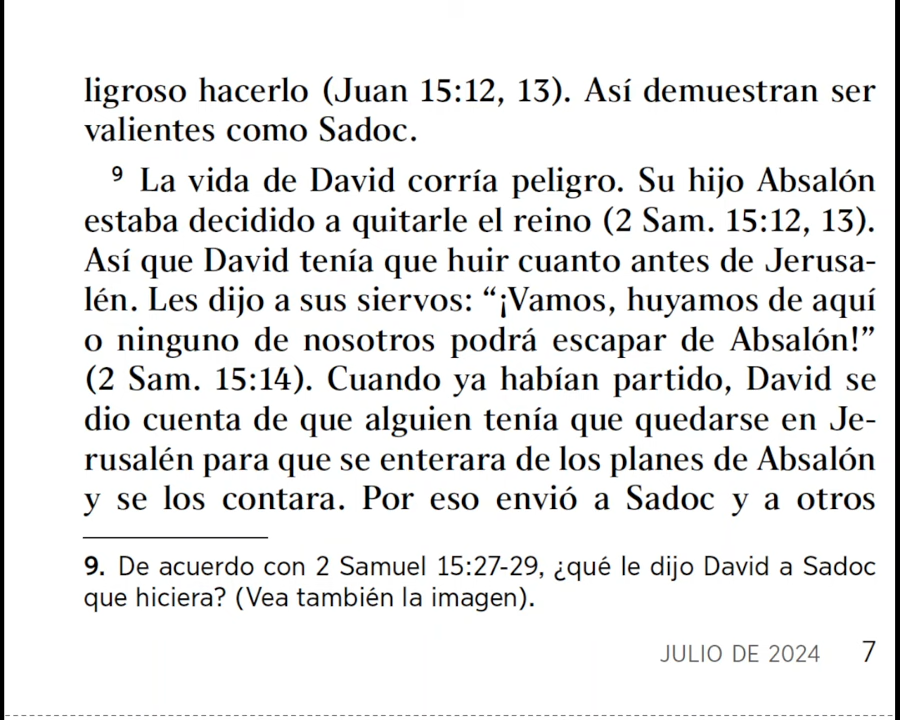 ligroso hacerlo (Juan 15:12, 13). Así demuestran ser
valientes como Sadoc.
⁹ La vida de David corría peligro. Su hijo Absalón
estaba decidido a quitarle el reino (2 Sam. 15:12, 13).
Así que David tenía que huir cuanto antes de Jerusa-
lén. Les dijo a sus siervos: “¡Vamos, huyamos de aquí
o ninguno de nosotros podrá escapar de Absalón!”
(2 Sam. 15:14). Cuando ya habían partido, David se
dio cuenta de que alguien tenía que quedarse en Je-
rusalén para que se enterara de los planes de Absalón
y se los contara. Por eso envió a Sadoc y a otros
9. De acuerdo con 2 Samuel 15:27-29, ¿qué le dijo David a Sadoc
que hiciera? (Vea también la imagen).
JULIO DE 2024 7